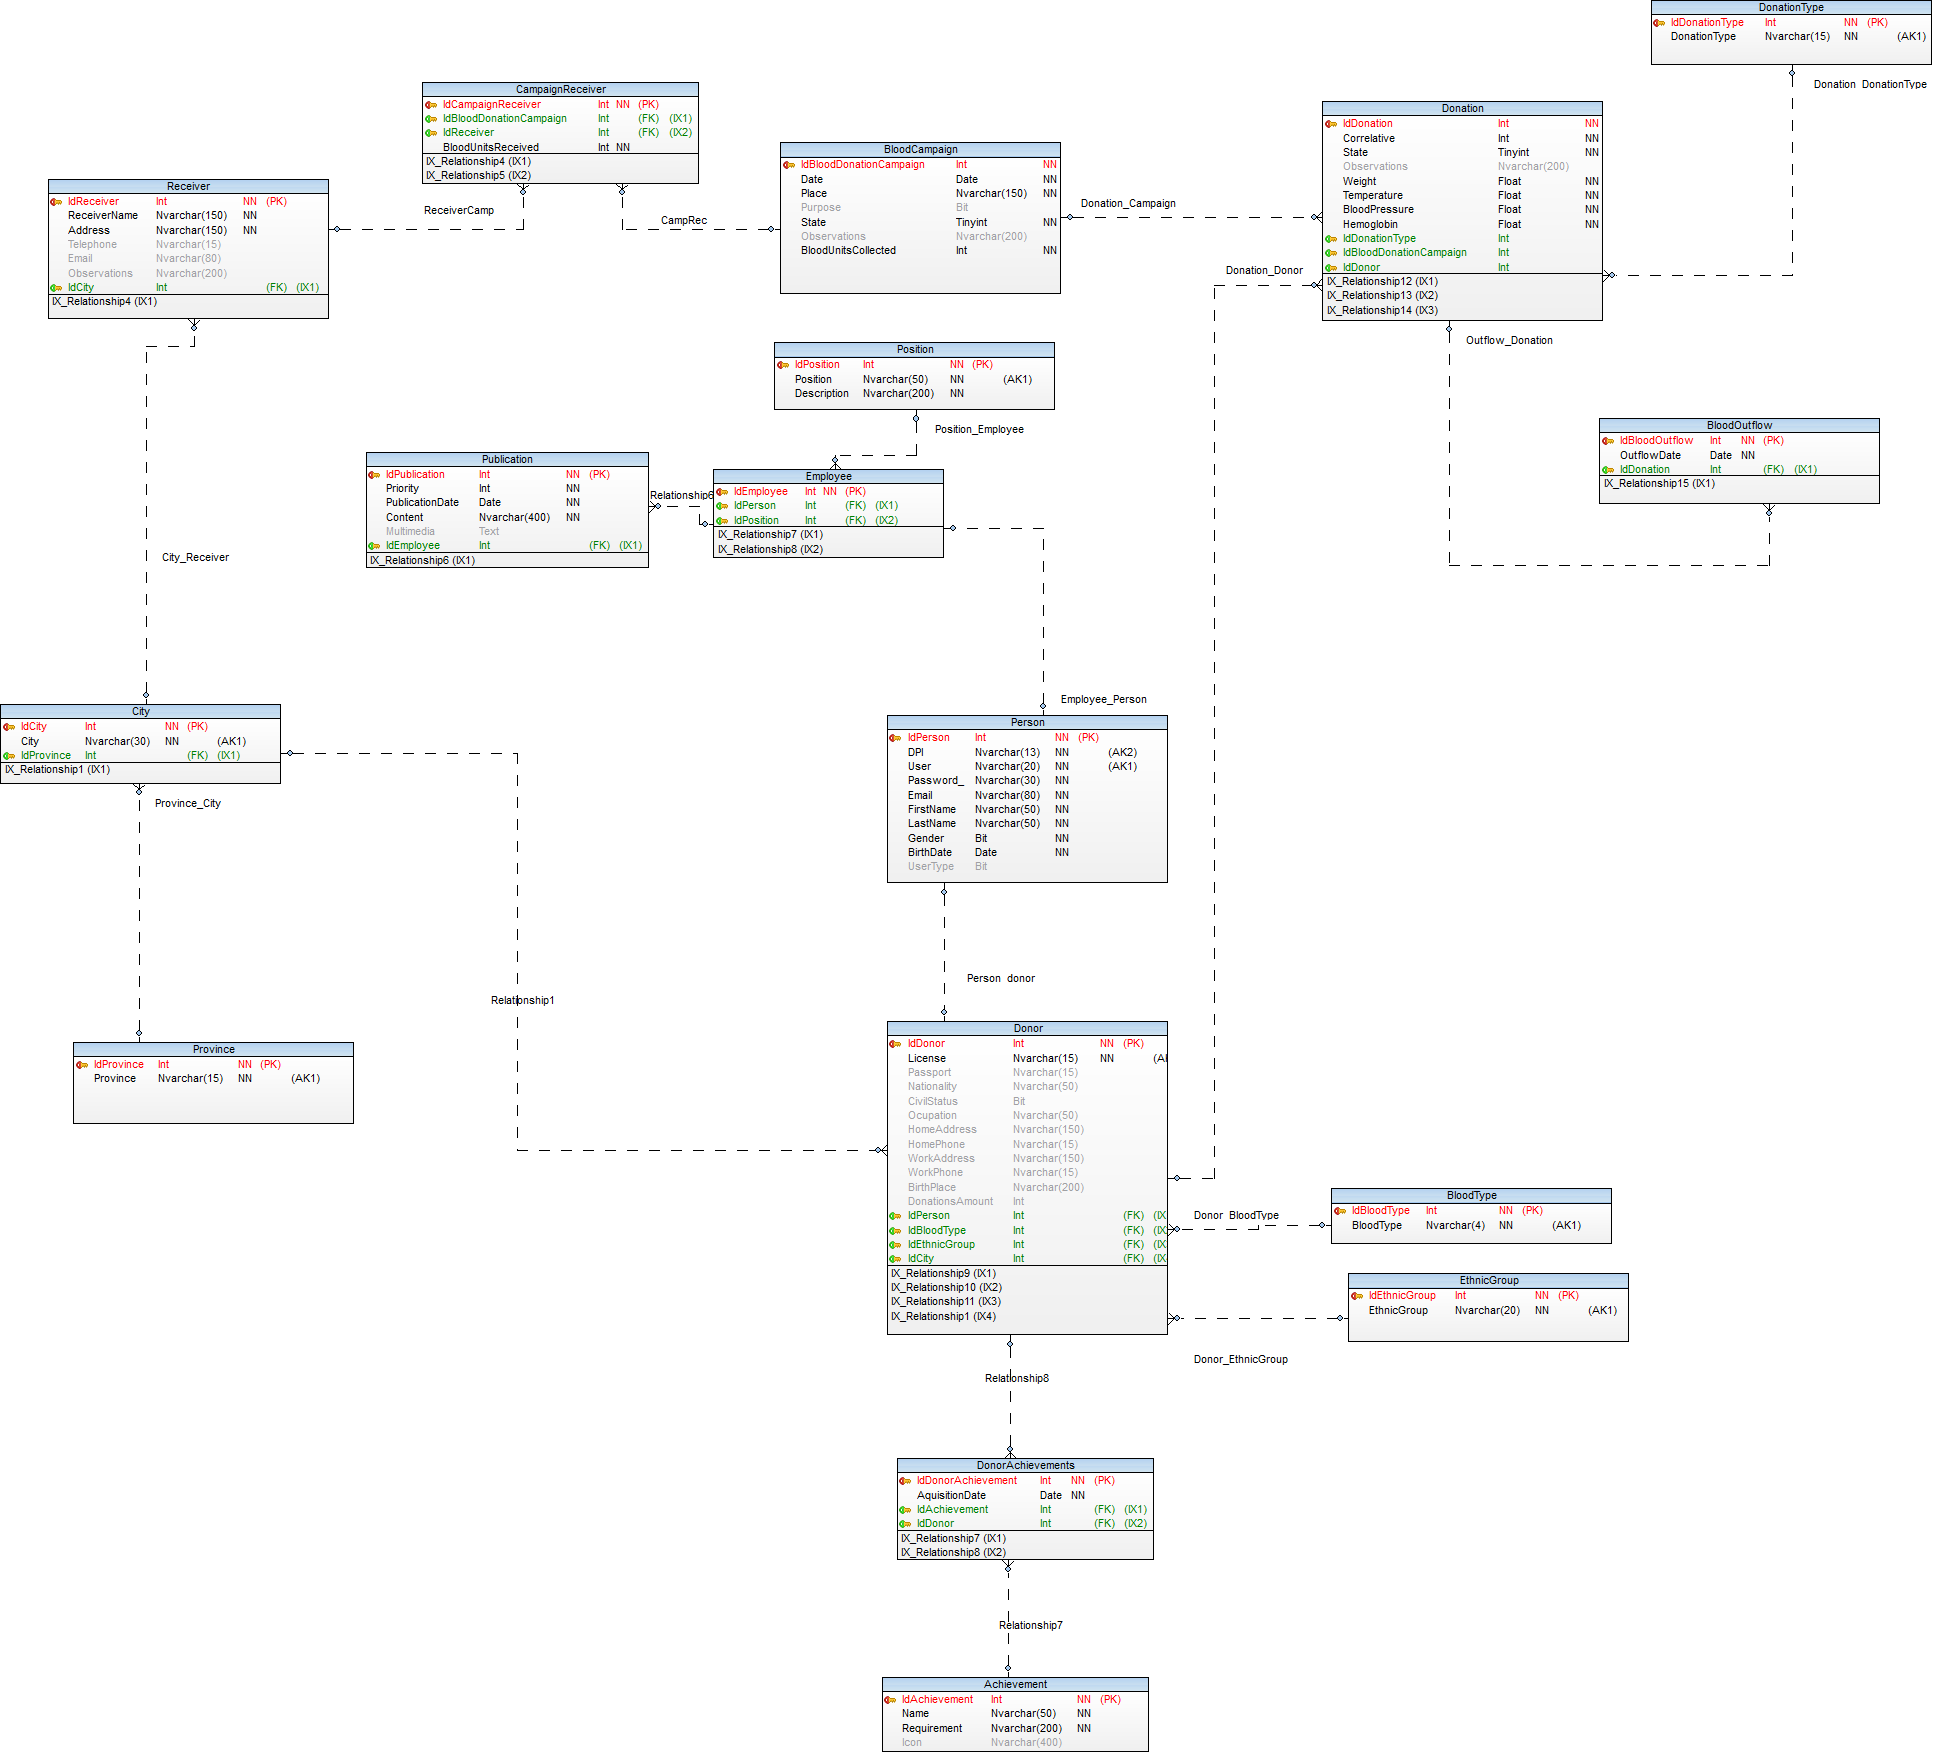 DonationType
IdDonationType Int NN (PK)
DonationType Nvarchar(15) NN (AK1)
Donation DonationType
CampaignReceiver
IdCampaignReceiver Int NN (PK)
IdBloodDonationCampaign Int (FK) (IX1)
IdReceiver Int (FK) (IX2)
BloodUnitsReceived Int NN
IX_Relationship4 (IX1)
IX_Relationship5 (IX2)
Donation
IdDonation Int NN
Correlative Int NN
State Tinyint NN
Observations Nvarchar(200)
Weight Float NN
Temperature Float NN
BloodPressure Float NN
Hemoglobin Float NN
IdDonationType Int
IdBloodDonationCampaign Int
IdDonor Int
IX_Relationship12 (IX1)
IX_Relationship13 (IX2)
IX_Relationship14 (IX3)
BloodCampaign
IdBloodDonationCampaign Int NN
Date Date NN
Place Nvarchar(150) NN
Purpose Bit
State Tinyint NN
Observations Nvarchar(200)
BloodUnitsCollected Int NN
Receiver
IdReceiver Int NN (PK)
ReceiverName Nvarchar(150) NN
Address Nvarchar(150) NN
Telephone Nvarchar(15)
Email Nvarchar(80)
Observations Nvarchar(200)
IdCity Int (FK) (IX1)
IX_Relationship4 (IX1)
ReceiverCamp
CampRec
Donation_Campaign
Donation_Donor
Outflow_Donation
Position
IdPosition Int NN (PK)
Position Nvarchar(50) NN (AK1)
Description Nvarchar(200) NN
Position_Employee
BloodOutflow
IdBloodOutflow Int NN (PK)
OutflowDate Date NN
IdDonation Int (FK) (IX1)
IX_Relationship15 (IX1)
Publication
IdPublication Int NN (PK)
Priority Int NN
PublicationDate Date NN
Content Nvarchar(400) NN
Multimedia Text
IdEmployee Int (FK) (IX1)
IX_Relationship6 (IX1)
Relationship6
Employee
IdEmployee Int NN (PK)
IdPerson Int (FK) (IX1)
IdPosition Int (FK) (IX2)
IX_Relationship7 (IX1)
IX_Relationship8 (IX2)
City_Receiver
Employee_Person
City
IdCity Int NN (PK)
City Nvarchar(30) NN (AK1)
IdProvince Int (FK) (IX1)
IX_Relationship1 (IX1)
Province_City
Person
IdPerson Int NN (PK)
DPI Nvarchar(13) NN (AK2)
User Nvarchar(20) NN (AK1)
Password_ Nvarchar(30) NN
Email Nvarchar(80) NN
FirstName Nvarchar(50) NN
LastName Nvarchar(50) NN
Gender Bit NN
BirthDate Date NN
UserType Bit
Person donor
Relationship1
Province
IdProvince Int NN (PK)
Province Nvarchar(15) NN (AK1)
Donor
IdDonor Int NN (PK)
License Nvarchar(15) NN (A
Passport Nvarchar(15)
Nationality Nvarchar(50)
CivilStatus Bit
Ocupation Nvarchar(50)
HomeAddress Nvarchar(150)
HomePhone Nvarchar(15)
WorkAddress Nvarchar(150)
WorkPhone Nvarchar(15)
BirthPlace Nvarchar(200)
DonationsAmount Int
IdPerson Int (FK) (IX
IdBloodType Int (FK) (IX
IdEthnicGroup Int (FK) (IX
IdCity Int (FK) (IX
IX_Relationship9 (IX1)
IX_Relationship10 (IX2)
IX_Relationship11 (IX3)
IX_Relationship1 (IX4)
Donor BloodType
BloodType
IdBloodType Int NN (PK)
BloodType Nvarchar(4) NN (AK1)
EthnicGroup
IdEthnicGroup Int NN (PK)
EthnicGroup Nvarchar(20) NN (AK1)
Donor_EthnicGroup
Relationship8
DonorAchievements
IdDonorAchievement Int NN (PK)
AquisitionDate Date NN
IdAchievement Int (FK) (IX1)
IdDonor Int (FK) (IX2)
IX_Relationship7 (IX1)
IX_Relationship8 (IX2)
Relationship7
Achievement
IdAchievement Int NN (PK)
Name Nvarchar(50) NN
Requirement Nvarchar(200) NN
Icon Nvarchar(400)